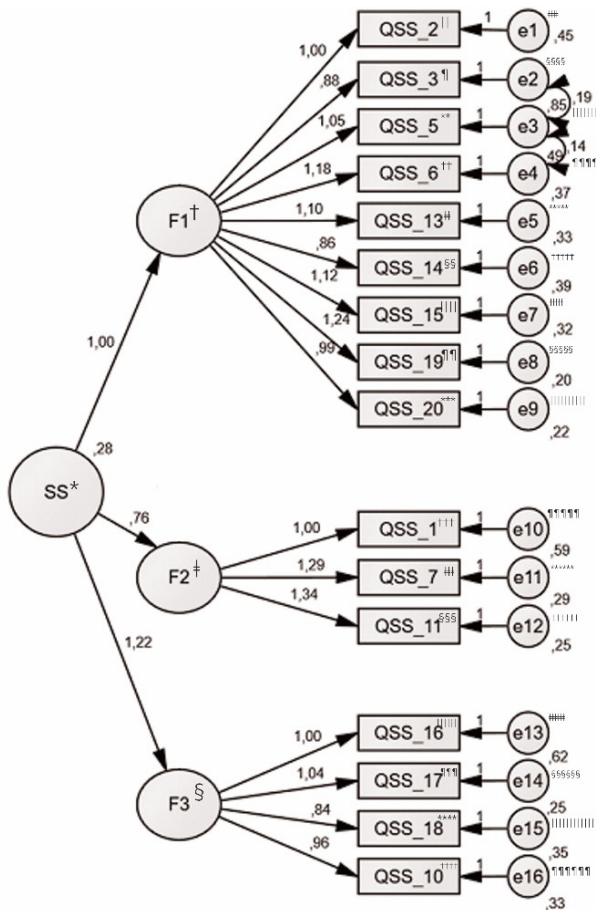 QSS_2|| 1 e1ǂǂǂǂ ,45
1,00
QSS_3¶ 1 e2§§§§ ,85
,88
,19
QSS_5** 1 e3 ,49
1,05
,14
QSS_6†† 1 e4¶¶¶¶ ,37
1,18
F1†
1,10
QSS_13ǂǂ 1 e5***** ,33
,86
QSS_14§§ 1 e6††††† ,39
1,12
QSS_15|||| 1 e7 ,32
1,24
QSS_19¶¶ 1 e8§§§§§ ,20
,99
QSS_20*** 1 e9 ,22
1,00
,28
SS*
,76
QSS_1††† 1 e10¶¶¶¶¶ ,59
1,00
F2ǂ
1,29
QSS_7ǂǂǂ 1 e11****** ,29
1,34
QSS_11§§§ 1 e12 ,25
1,22
QSS_16|||||| 1 e13 ,62
1,00
QSS_17¶¶¶ 1 e14§§§§§§ ,25
1,04
F3§
,84
QSS_18**** 1 e15 ,35
,96
QSS_10†††† 1 e16¶¶¶¶¶¶ ,33